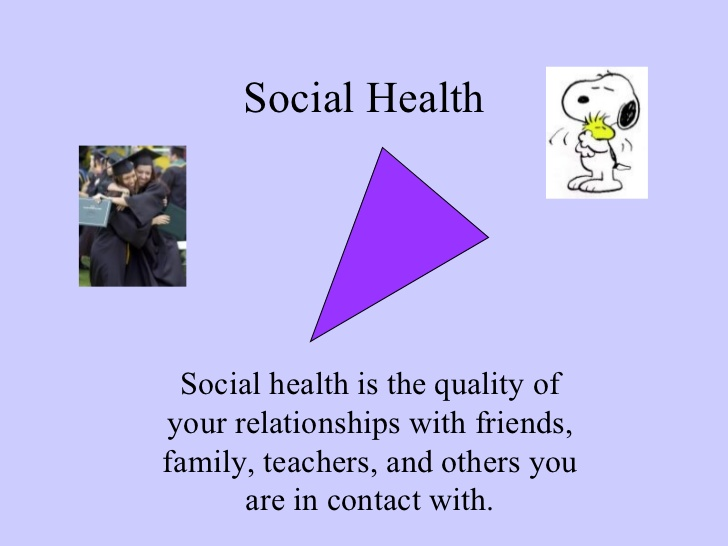 Social Health
Social health is the quality of
your relationships with friends,
family, teachers, and others you
are in contact with.